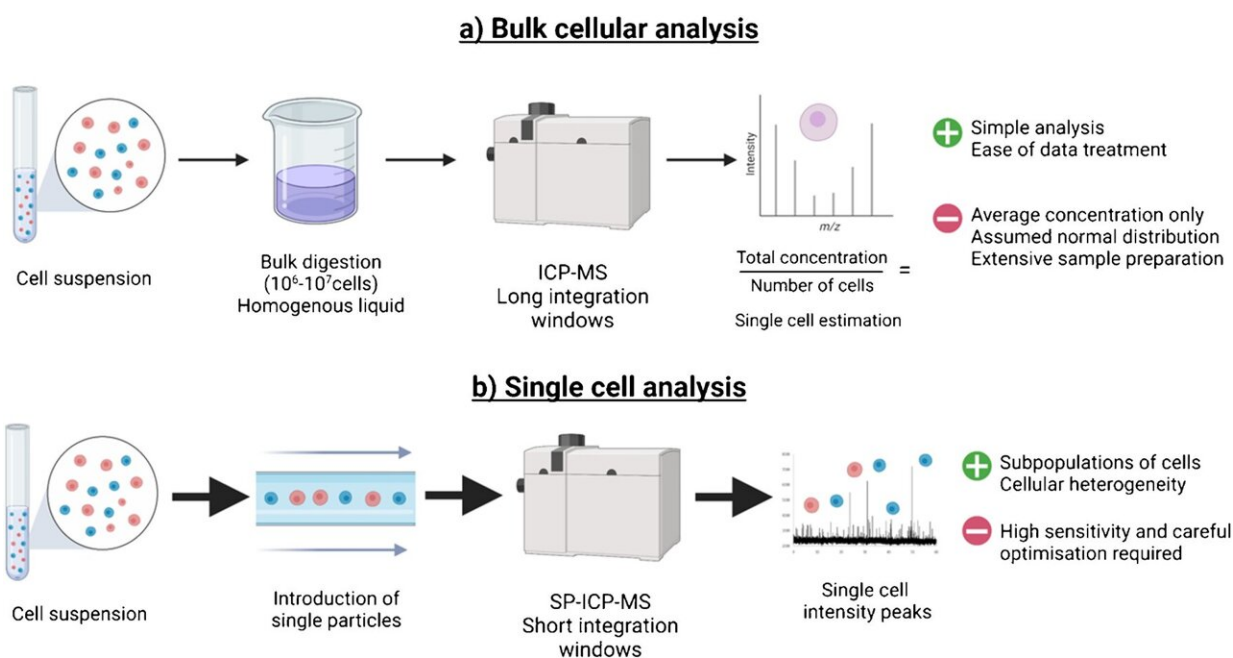 a) Bulk cellular analysis
Cell suspension
Bulk digestion
(10⁶-10⁷cells)
Homogenous liquid
ICP-MS
Long integration
windows
Intensity
m/z
Total concentration
Number of cells
=
Single cell estimation
Simple analysis
Ease of data treatment
Average concentration only
Assumed normal distribution
Extensive sample preparation
b) Single cell analysis
Cell suspension
Introduction of
single particles
SP-ICP-MS
Short integration
windows
Single cell
intensity peaks
Subpopulations of cells
Cellular heterogeneity
High sensitivity and careful
optimisation required